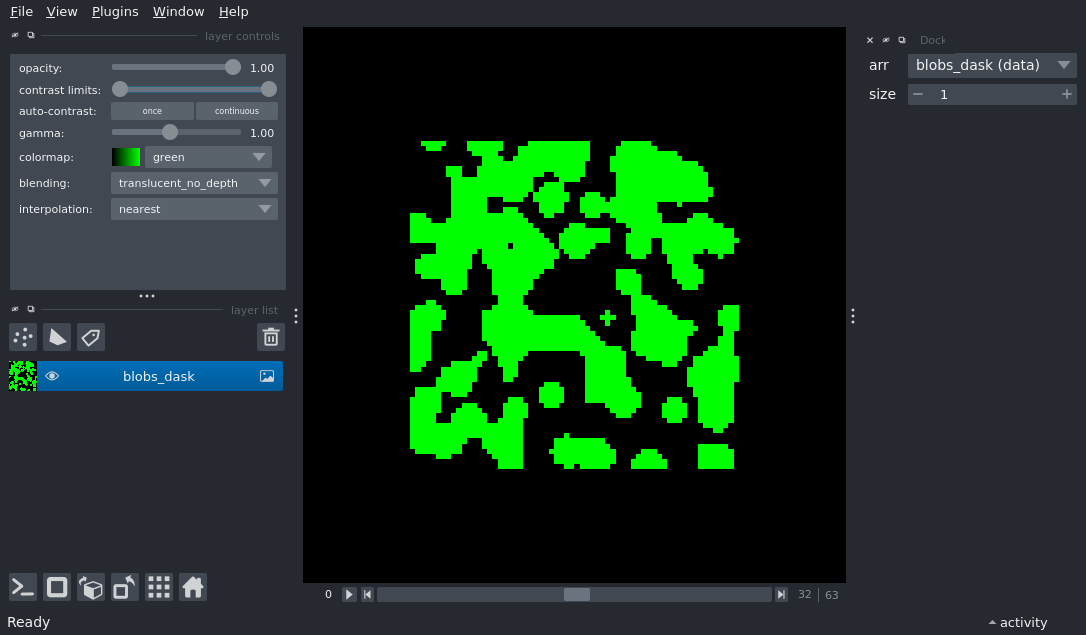 File View Plugins Window Help
layer controls
opacity: 1.00
contrast limits:
auto-contrast: once continuous
gamma: 1.00
colormap: green
blending: translucent_no_depth
interpolation: nearest
layer list
blobs_dask
Ready
0 32 63
Dock
arr blobs_dask (data)
size 1
activity